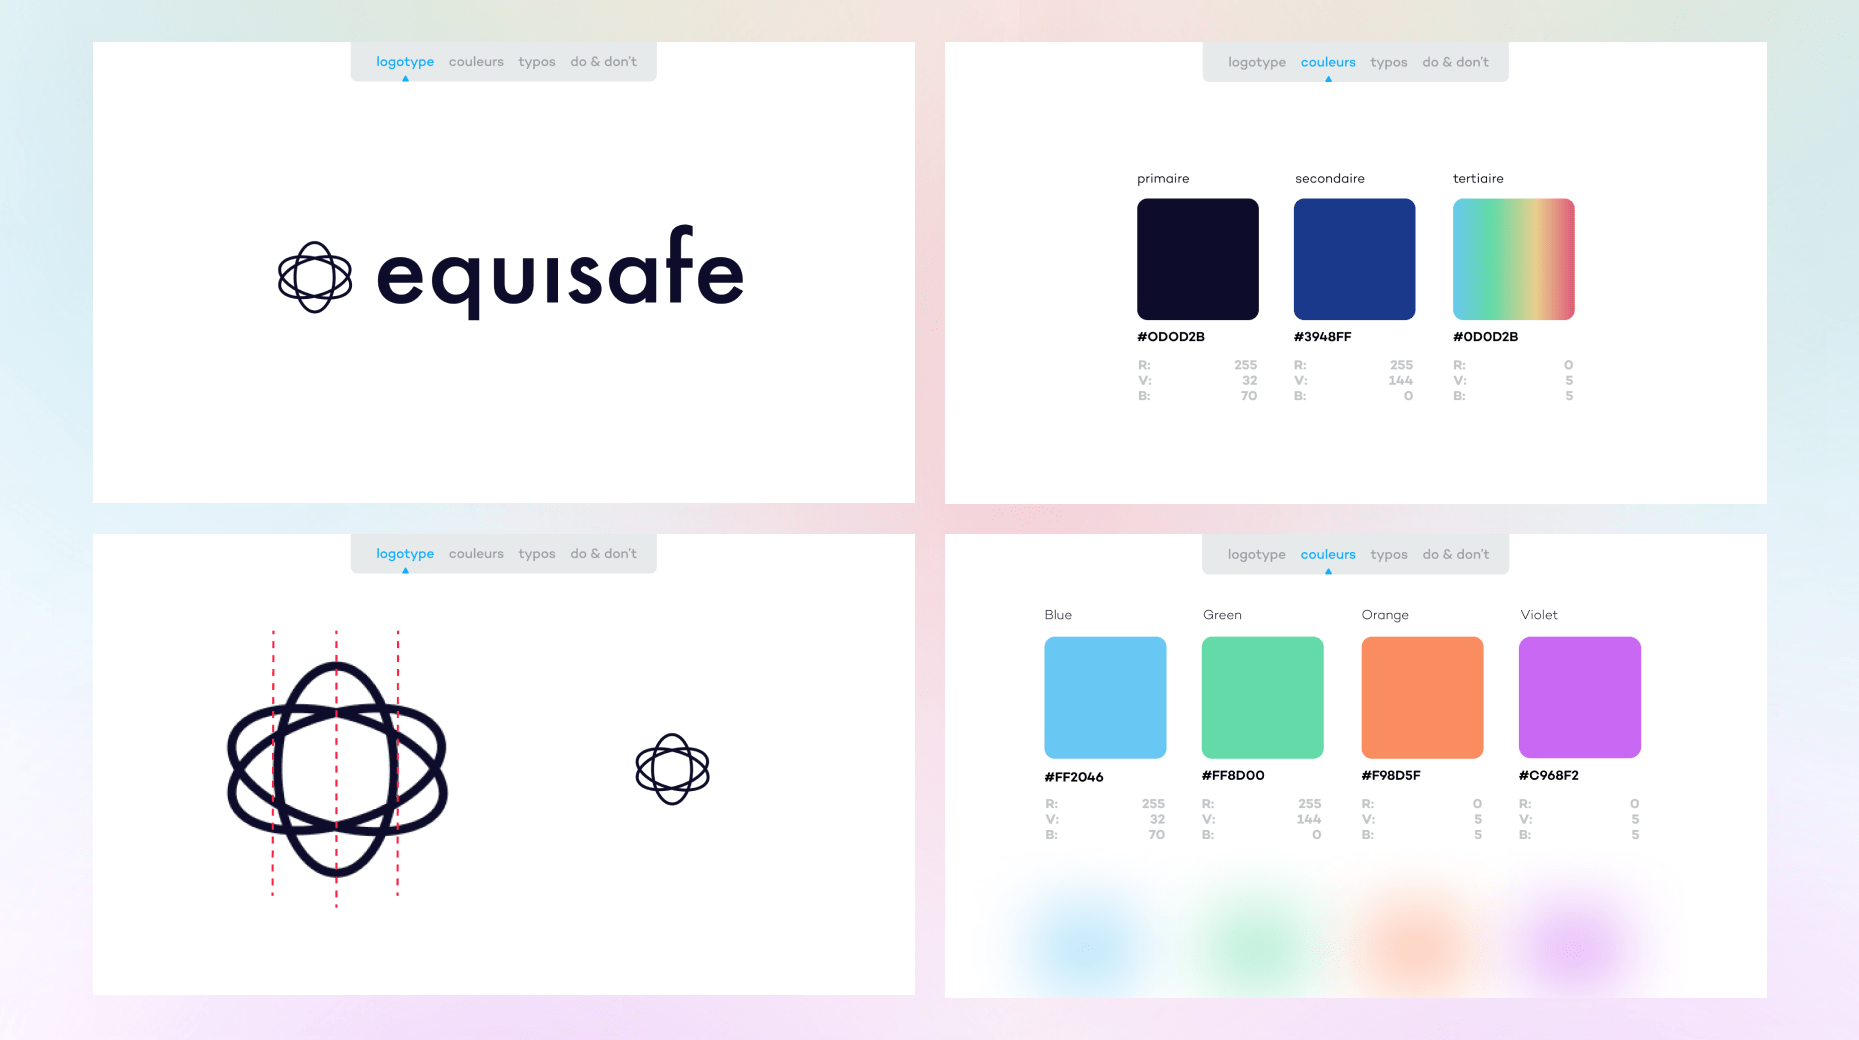 logotype couleurs typos do & don't
equisafe
logotype couleurs typos do & don't
primaire secondaire tertiaire
#ODOD2B #3948FF #0D0D2B
R: 255 R: 255 R: 0
V: 32 V: 144 V: 5
B: 70 B: 0 B: 5
logotype couleurs typos do & don't
logotype couleurs typos do & don't
Blue Green Orange Violet
#FF2046 #FF8D00 #F98D5F #C968F2
R: 255 R: 255 R: 0 R: 0
V: 32 V: 144 V: 5 V: 5
B: 70 B: 0 B: 5 B: 5